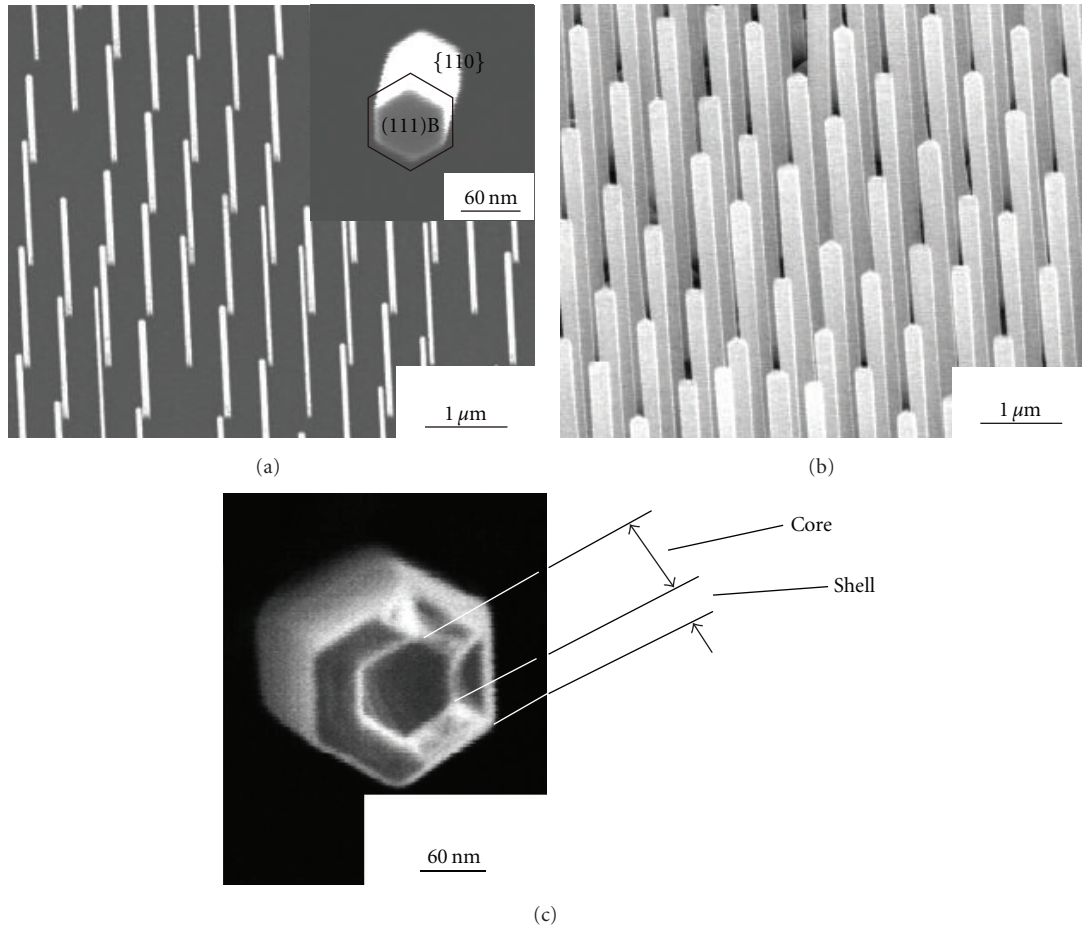 {110}
(111)B
60 nm
1 μm
1 μm
(a)
(b)
Core
Shell
60 nm
(c)